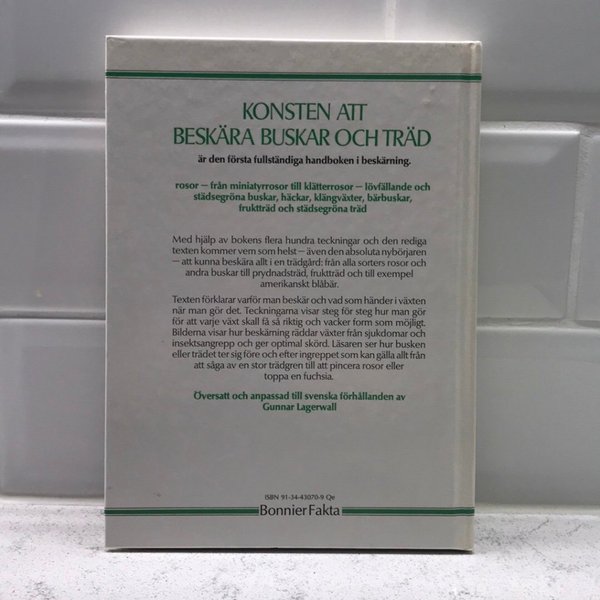 KONSTEN ATT
BESKÄRA BUSKAR OCH TRÄD
är den första fullständiga handboken i beskärning.
rosor — från miniatyrrosor till klätterrosor — lövfällande och
städsegröna buskar, häckar, klängväxter, bärbuskar,
fruktträd och städsegröna träd
Med hjälp av bokens flera hundra teckningar och den rediga
texten kommer vem som helst — även den absoluta nybörjaren
— att kunna beskära allt i en trädgård: från alla sorters rosor och
andra buskar till prydnadsträd, fruktträd och till exempel
amerikanskt blåbär.
Texten förklarar varför man beskär och vad som händer i växten
när man gör det. Teckningarna visar steg för steg hur man gör
för att varje växt skall få så riktig och vacker form som möjligt.
Bilderna visar hur beskärning räddar växter från sjukdomar och
insektsangrepp och ger optimal skörd. Läsaren ser hur busken
eller trädet ter sig före och efter ingreppet som kan gälla allt från
att såga av en stor trädgren till att pincera rosor eller
toppa en fuchsia.
Översatt och anpassad till svenska förhållanden av
Gunnar Lagerwall
ISBN 91-34-43070-9 Qe
BonnierFakta